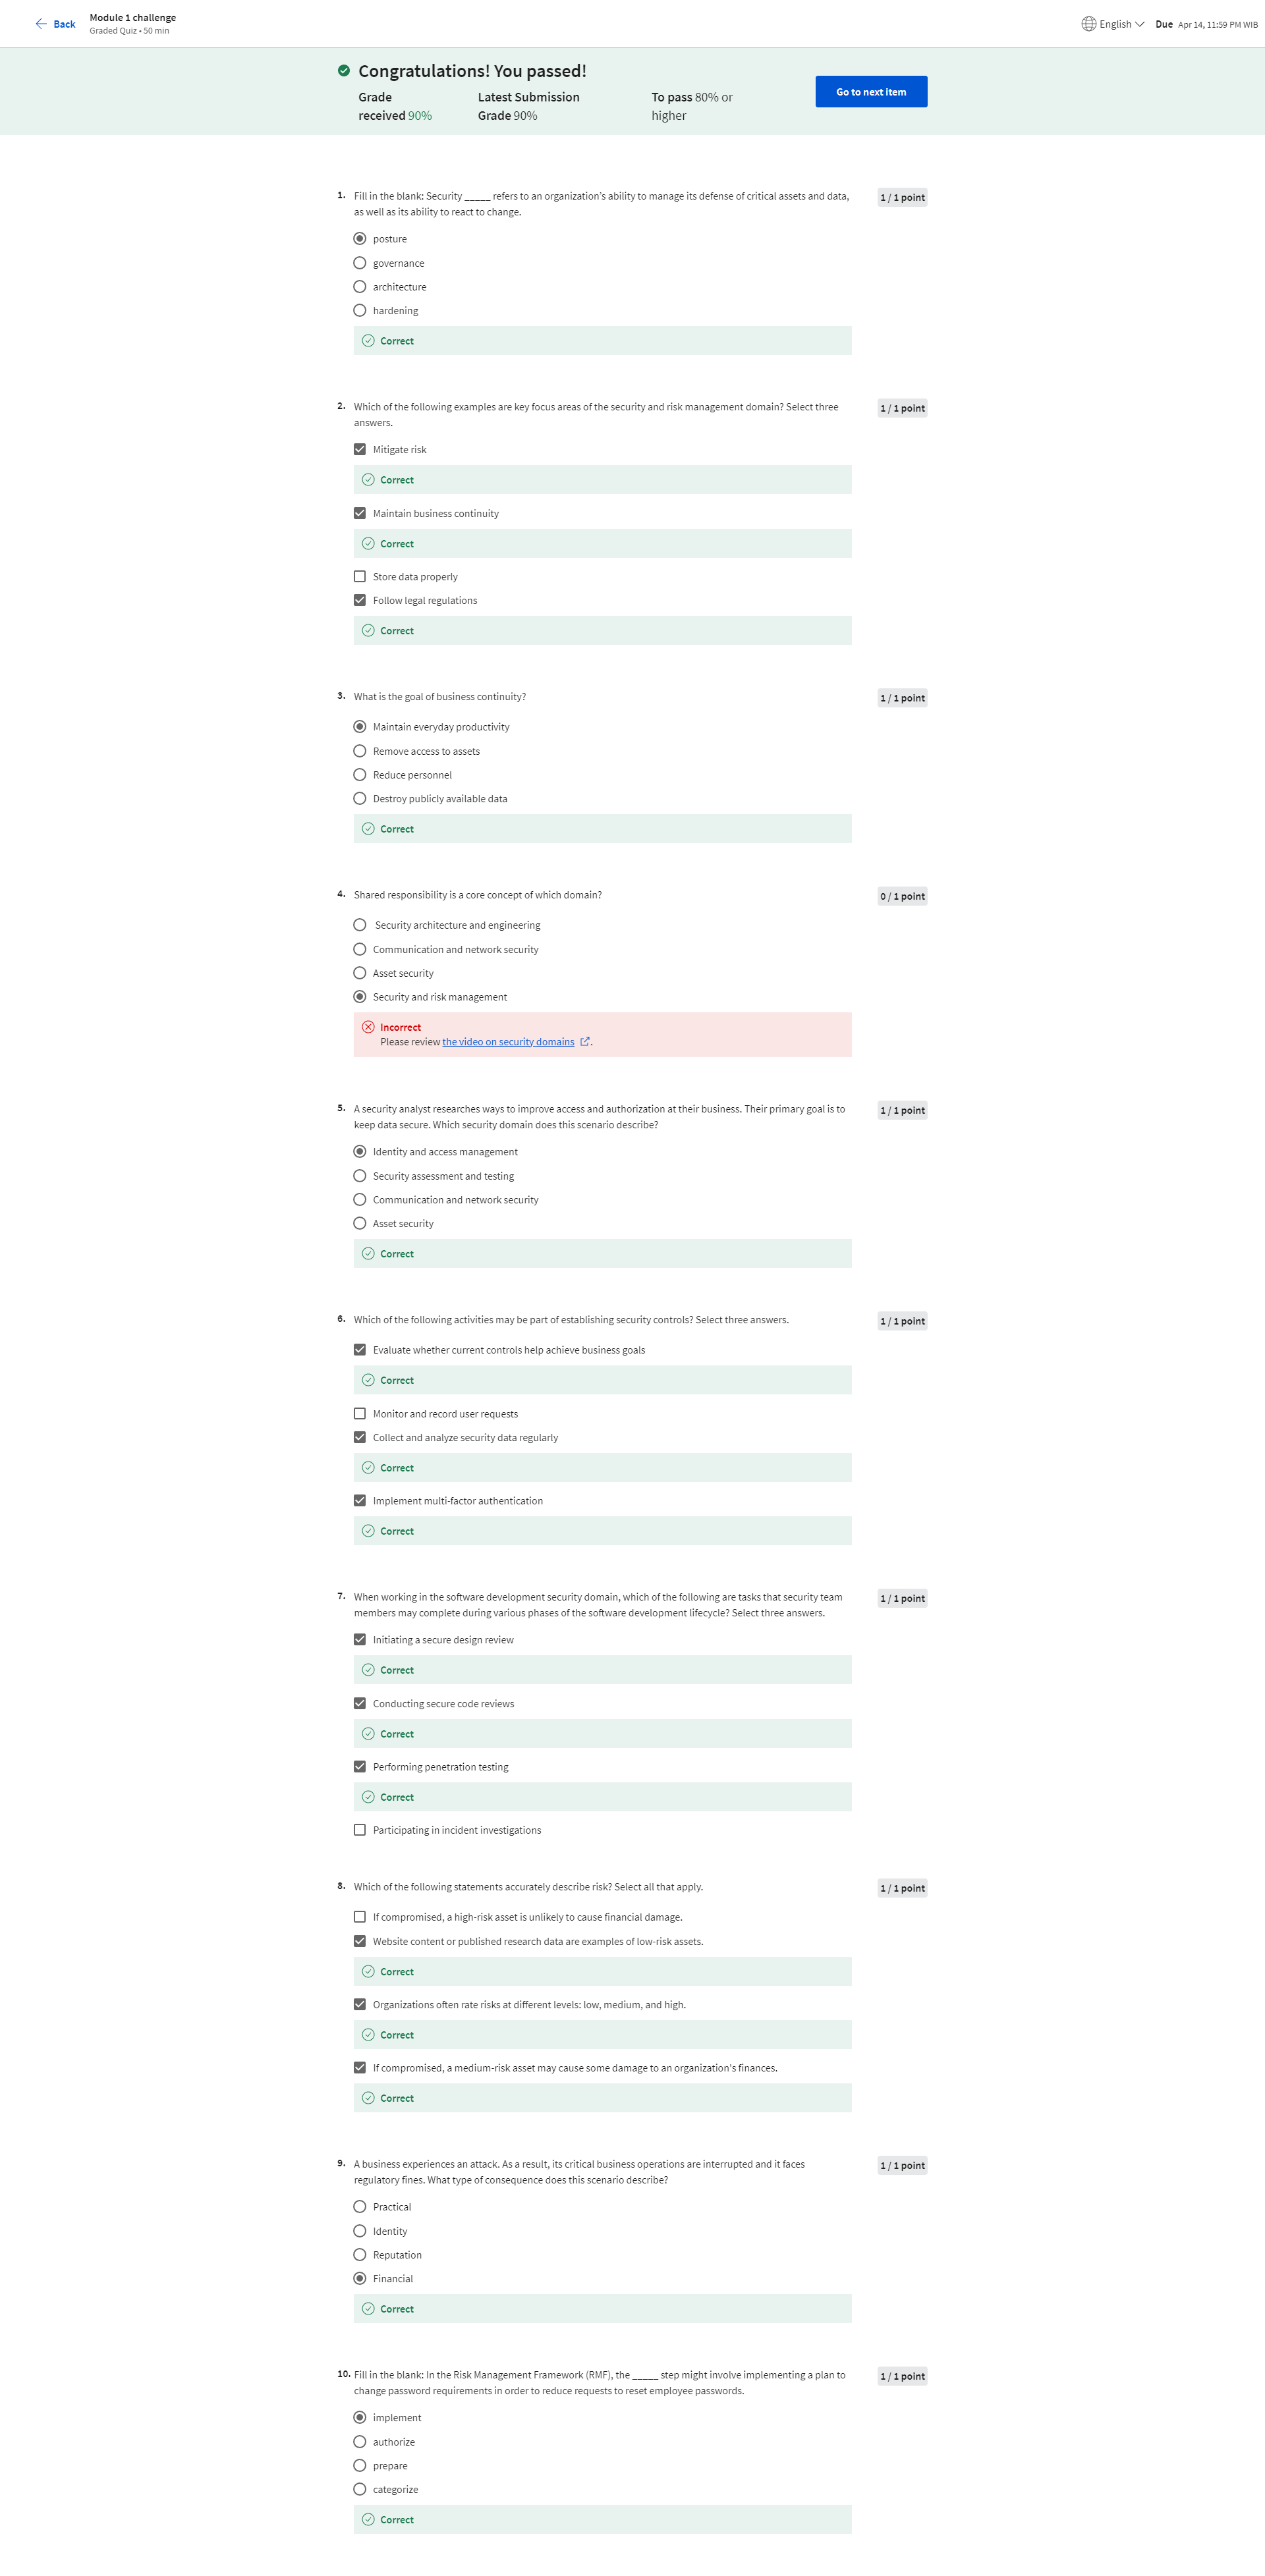 Back
Module 1 challenge
Graded Quiz • 50 min
English
Due Apr 14, 11:59 PM WIB
Congratulations! You passed!
Grade received 90%
Latest Submission Grade 90%
To pass 80% or higher
Go to next item
1. Fill in the blank: Security _____ refers to an organization’s ability to manage its defense of critical assets and data,
as well as its ability to react to change.
1 / 1 point
posture
governance
architecture
hardening
Correct
2. Which of the following examples are key focus areas of the security and risk management domain? Select three
answers.
1 / 1 point
Mitigate risk
Correct
Maintain business continuity
Correct
Store data properly
Follow legal regulations
Correct
3. What is the goal of business continuity?
1 / 1 point
Maintain everyday productivity
Remove access to assets
Reduce personnel
Destroy publicly available data
Correct
4. Shared responsibility is a core concept of which domain?
0 / 1 point
Security architecture and engineering
Communication and network security
Asset security
Security and risk management
Incorrect
Please review the video on security domains.
5. A security analyst researches ways to improve access and authorization at their business. Their primary goal is to
keep data secure. Which security domain does this scenario describe?
1 / 1 point
Identity and access management
Security assessment and testing
Communication and network security
Asset security
Correct
6. Which of the following activities may be part of establishing security controls? Select three answers.
1 / 1 point
Evaluate whether current controls help achieve business goals
Correct
Monitor and record user requests
Collect and analyze security data regularly
Correct
Implement multi-factor authentication
Correct
7. When working in the software development security domain, which of the following are tasks that security team
members may complete during various phases of the software development lifecycle? Select three answers.
1 / 1 point
Initiating a secure design review
Correct
Conducting secure code reviews
Correct
Performing penetration testing
Correct
Participating in incident investigations
8. Which of the following statements accurately describe risk? Select all that apply.
1 / 1 point
If compromised, a high-risk asset is unlikely to cause financial damage.
Website content or published research data are examples of low-risk assets.
Correct
Organizations often rate risks at different levels: low, medium, and high.
Correct
If compromised, a medium-risk asset may cause some damage to an organization's finances.
Correct
9. A business experiences an attack. As a result, its critical business operations are interrupted and it faces
regulatory fines. What type of consequence does this scenario describe?
1 / 1 point
Practical
Identity
Reputation
Financial
Correct
10. Fill in the blank: In the Risk Management Framework (RMF), the _____ step might involve implementing a plan to
change password requirements in order to reduce requests to reset employee passwords.
1 / 1 point
implement
authorize
prepare
categorize
Correct